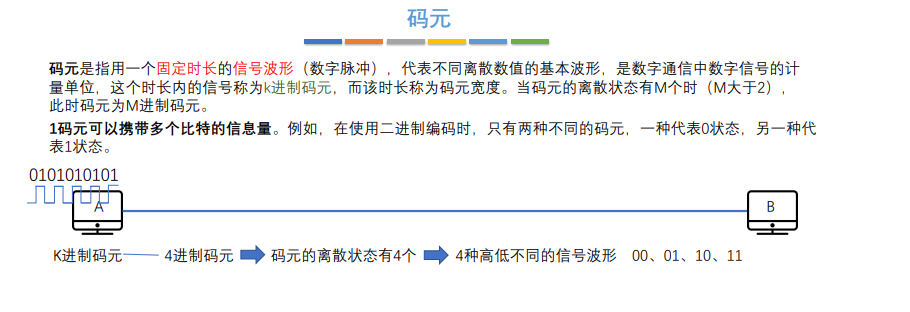 码元
码元是指用一个固定时长的信号波形（数字脉冲），代表不同离散数值的基本波形，是数字通信中数字信号的计
量单位，这个时长内的信号称为k进制码元，而该时长称为码元宽度。当码元的离散状态有M个时（M大于2），
此时码元为M进制码元。
1码元可以携带多个比特的信息量。例如，在使用二进制编码时，只有两种不同的码元，一种代表0状态，另一种代
表1状态。
0101010101
A
B
K进制码元 4进制码元 码元的离散状态有4个 4种高低不同的信号波形 00、01、10、11